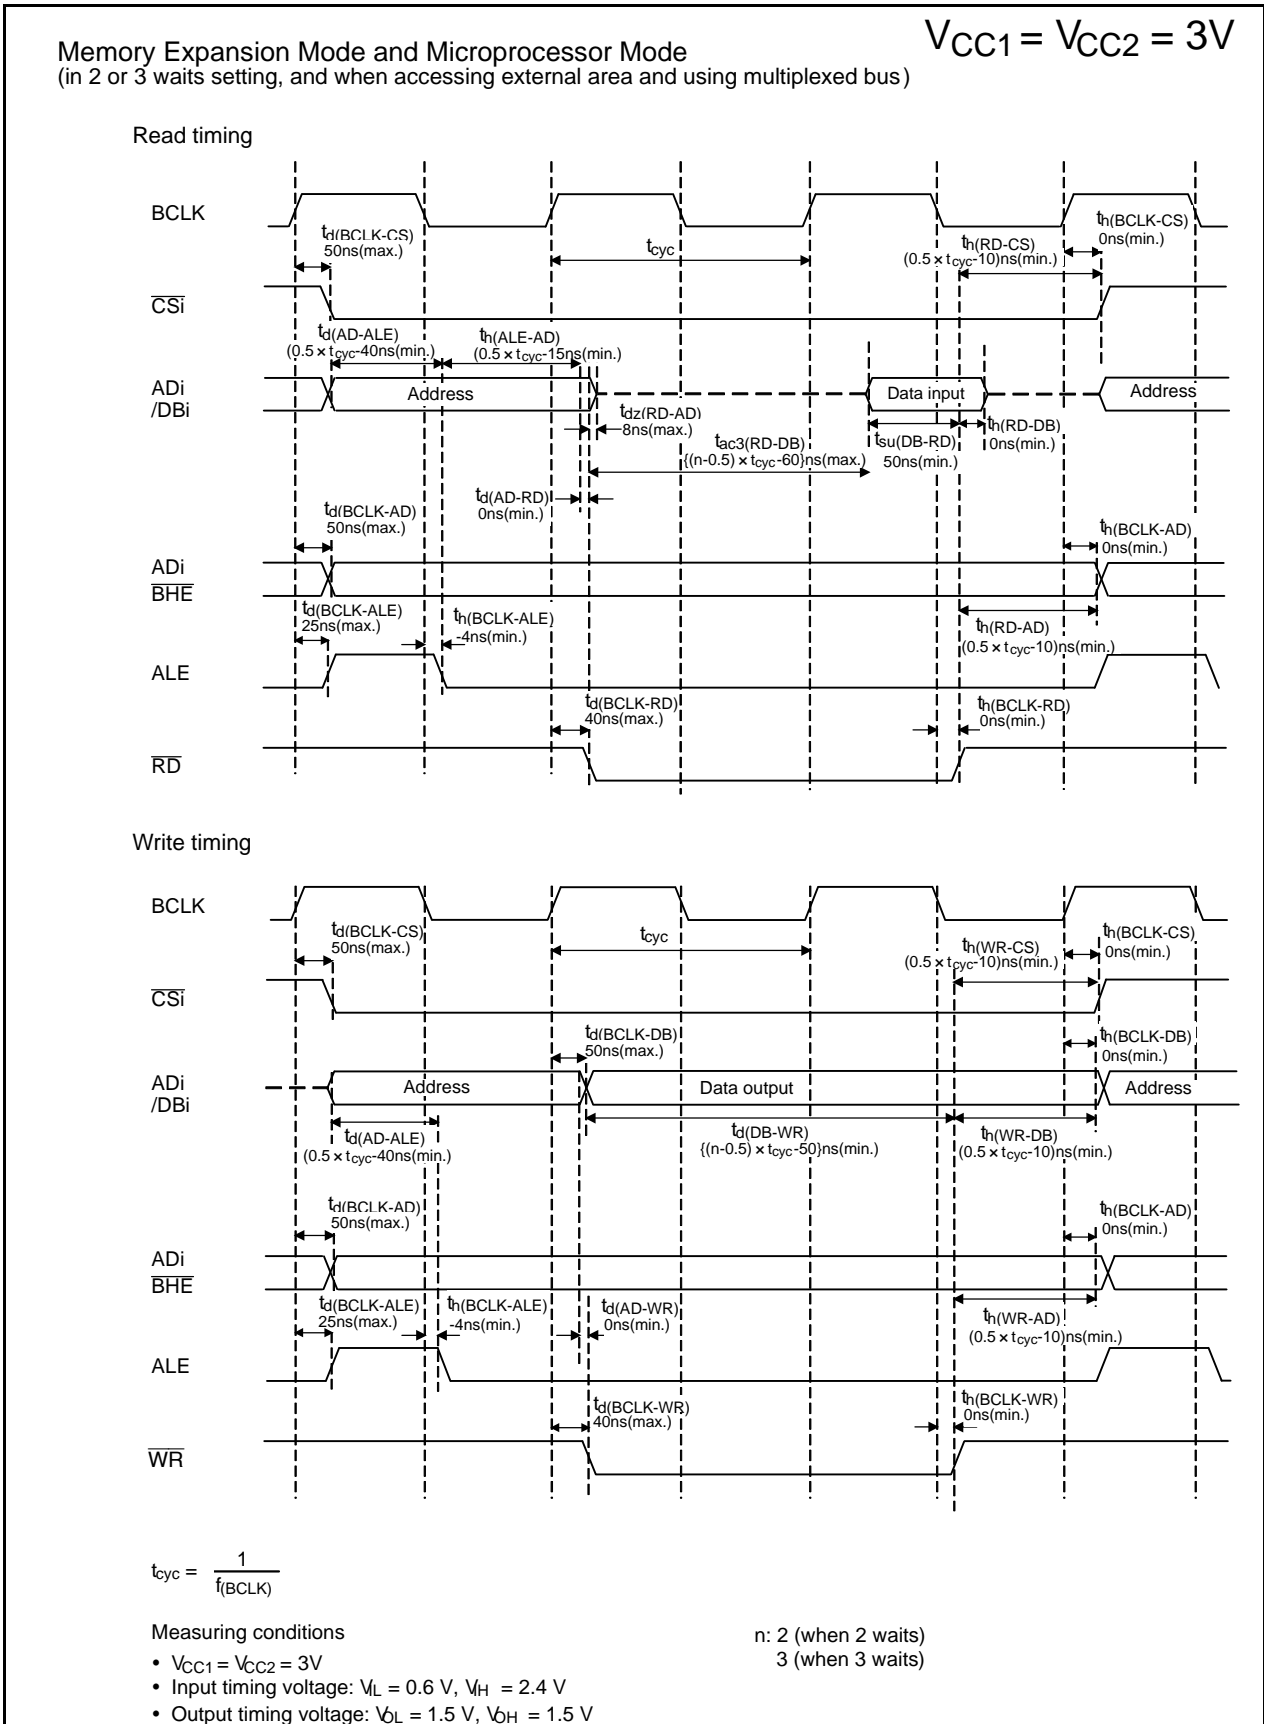 VCC1 = VCC2 = 3V
Memory Expansion Mode and Microprocessor Mode
(in 2 or 3 waits setting, and when accessing external area and using multiplexed bus)
Read timing
BCLK
td(BCLK-CS)
50ns(max.)
tcyc
th(RD-CS)
(0.5 × tcyc-10)ns(min.)
th(BCLK-CS)
0ns(min.)
CSi
td(AD-ALE)
(0.5 × tcyc-40ns(min.)
th(ALE-AD)
(0.5 × tcyc-15ns(min.)
ADi
/DBi
Address
Data input
Address
tdz(RD-AD)
8ns(max.)
tac3(RD-DB)
{(n-0.5) × tcyc-60}ns(max.)
tsu(DB-RD)
50ns(min.)
th(RD-DB)
0ns(min.)
td(AD-RD)
0ns(min.)
td(BCLK-AD)
50ns(max.)
th(BCLK-AD)
0ns(min.)
ADi
BHE
td(BCLK-ALE)
25ns(max.)
th(BCLK-ALE)
-4ns(min.)
th(RD-AD)
(0.5 × tcyc-10)ns(min.)
ALE
td(BCLK-RD)
40ns(max.)
th(BCLK-RD)
0ns(min.)
RD
Write timing
BCLK
td(BCLK-CS)
50ns(max.)
tcyc
th(WR-CS)
(0.5 × tcyc-10)ns(min.)
th(BCLK-CS)
0ns(min.)
CSi
td(BCLK-DB)
50ns(max.)
th(BCLK-DB)
0ns(min.)
ADi
/DBi
Address
Data output
Address
td(AD-ALE)
(0.5 × tcyc-40ns(min.)
td(DB-WR)
{(n-0.5) × tcyc-50}ns(min.)
th(WR-DB)
(0.5 × tcyc-10)ns(min.)
td(BCLK-AD)
50ns(max.)
th(BCLK-AD)
0ns(min.)
ADi
BHE
td(BCLK-ALE)
25ns(max.)
th(BCLK-ALE)
-4ns(min.)
td(AD-WR)
0ns(min.)
th(WR-AD)
(0.5 × tcyc-10)ns(min.)
ALE
td(BCLK-WR)
40ns(max.)
th(BCLK-WR)
0ns(min.)
WR
tcyc = 1
f(BCLK)
Measuring conditions
• VCC1 = VCC2 = 3V
• Input timing voltage: VIL = 0.6 V, VIH = 2.4 V
• Output timing voltage: VOL = 1.5 V, VOH = 1.5 V
n: 2 (when 2 waits)
3 (when 3 waits)